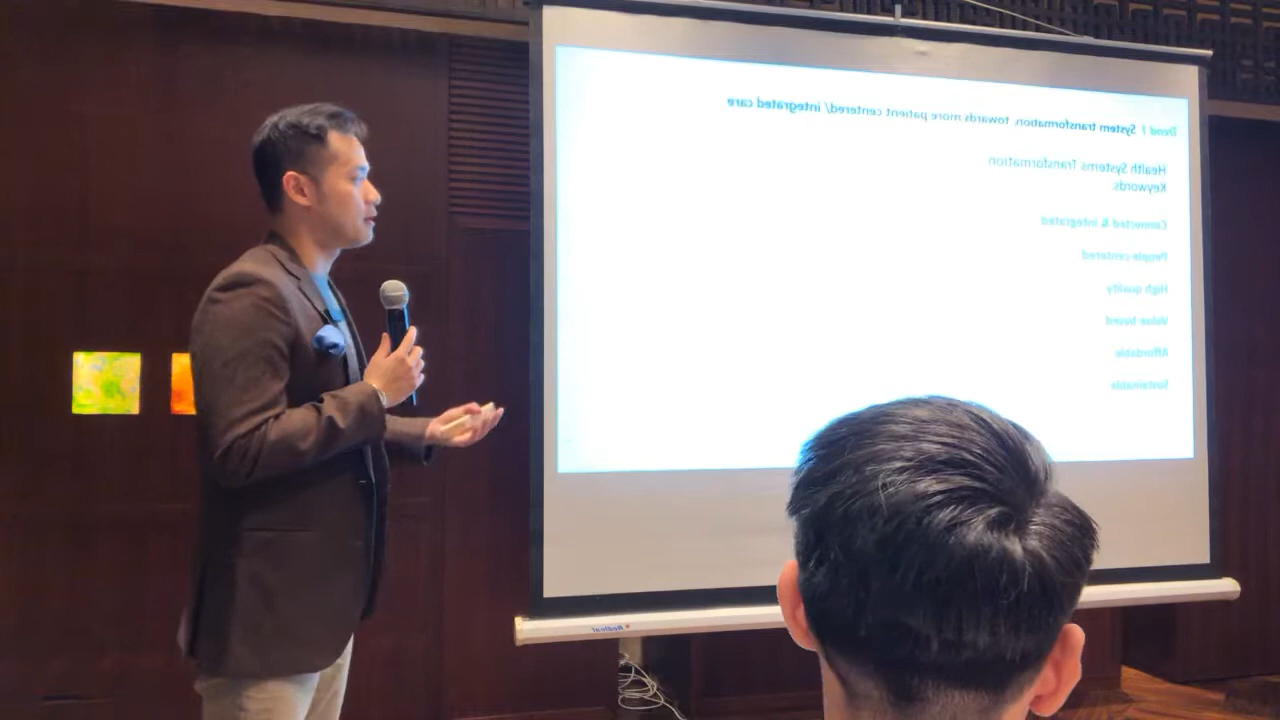 Trend 1 System transformation, towards more patient centered/ integrated care
Health Systems Transformation
Keywords
Connected & integrated
People-centered
High quality
Value based
Affordable
Sustainable
Redleaf